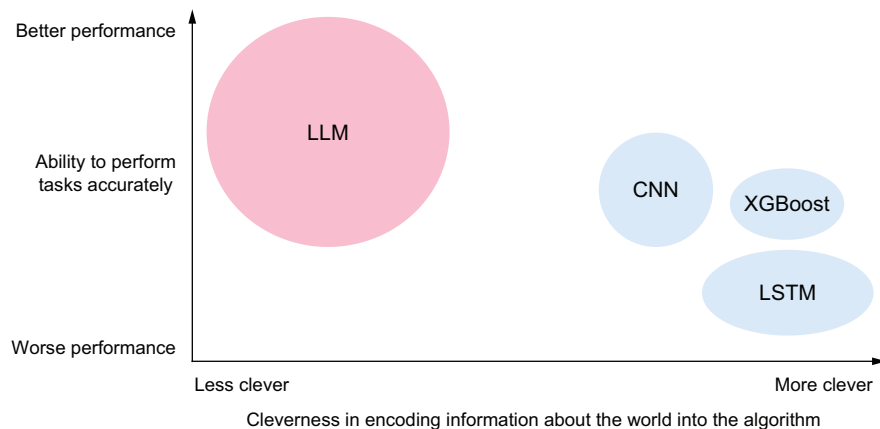 Better performance
LLM
Ability to perform
tasks accurately
CNN
XGBoost
LSTM
Worse performance
Less clever
More clever
Cleverness in encoding information about the world into the algorithm